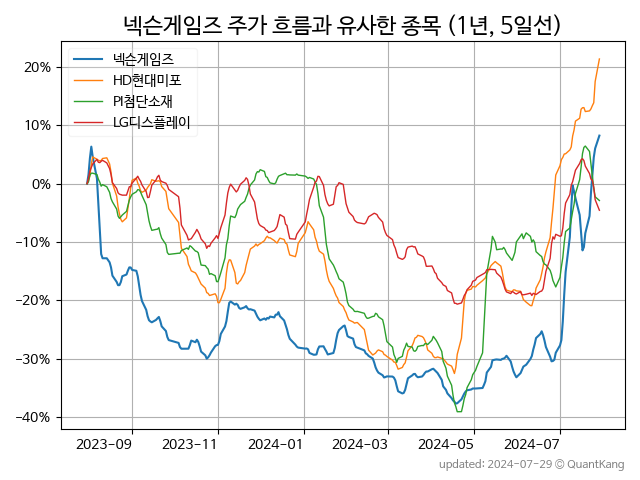 넥슨게임즈 주가 흐름과 유사한 종목 (1년, 5일선)
넥슨게임즈
HD현대미포
PI첨단소재
LG디스플레이
20%
10%
0%
−10%
−20%
−30%
−40%
2023-09 2023-11 2024-01 2024-03 2024-05 2024-07
updated: 2024-07-29 © QuantKang